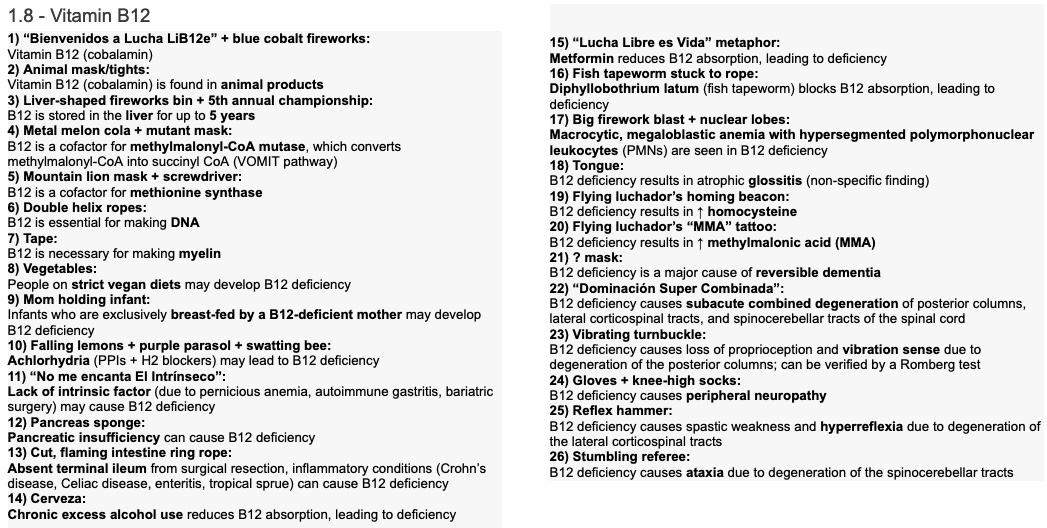 1.8 - Vitamin B12
1) “Bienvenidos a Lucha LiB12e” + blue cobalt fireworks:
Vitamin B12 (cobalamin)
2) Animal mask/tights:
Vitamin B12 (cobalamin) is found in animal products
3) Liver-shaped fireworks bin + 5th annual championship:
B12 is stored in the liver for up to 5 years
4) Metal melon cola + mutant mask:
B12 is a cofactor for methylmalonyl-CoA mutase, which converts
methylmalonyl-CoA into succinyl CoA (VOMIT pathway)
5) Mountain lion mask + screwdriver:
B12 is a cofactor for methionine synthase
6) Double helix ropes:
B12 is essential for making DNA
7) Tape:
B12 is necessary for making myelin
8) Vegetables:
People on strict vegan diets may develop B12 deficiency
9) Mom holding infant:
Infants who are exclusively breast-fed by a B12-deficient mother may develop
B12 deficiency
10) Falling lemons + purple parasol + swatting bee:
Achlorhydria (PPIs + H2 blockers) may lead to B12 deficiency
11) “No me encanta El Intrínseco”:
Lack of intrinsic factor (due to pernicious anemia, autoimmune gastritis, bariatric
surgery) may cause B12 deficiency
12) Pancreas sponge:
Pancreatic insufficiency can cause B12 deficiency
13) Cut, flaming intestine ring rope:
Absent terminal ileum from surgical resection, inflammatory conditions (Crohn’s
disease, Celiac disease, enteritis, tropical sprue) can cause B12 deficiency
14) Cerveza:
Chronic excess alcohol use reduces B12 absorption, leading to deficiency
15) “Lucha Libre es Vida” metaphor:
Metformin reduces B12 absorption, leading to deficiency
16) Fish tapeworm stuck to rope:
Diphyllobothrium latum (fish tapeworm) blocks B12 absorption, leading to
deficiency
17) Big firework blast + nuclear lobes:
Macrocytic, megaloblastic anemia with hypersegmented polymorphonuclear
leukocytes (PMNs) are seen in B12 deficiency
18) Tongue:
B12 deficiency results in atrophic glossitis (non-specific finding)
19) Flying luchador’s homing beacon:
B12 deficiency results in ↑ homocysteine
20) Flying luchador’s “MMA” tattoo:
B12 deficiency results in ↑ methylmalonic acid (MMA)
21) ? mask:
B12 deficiency is a major cause of reversible dementia
22) “Dominación Super Combinada”:
B12 deficiency causes subacute combined degeneration of posterior columns,
lateral corticospinal tracts, and spinocerebellar tracts of the spinal cord
23) Vibrating turnbuckle:
B12 deficiency causes loss of proprioception and vibration sense due to
degeneration of the posterior columns; can be verified by a Romberg test
24) Gloves + knee-high socks:
B12 deficiency causes peripheral neuropathy
25) Reflex hammer:
B12 deficiency causes spastic weakness and hyperreflexia due to degeneration of
the lateral corticospinal tracts
26) Stumbling referee:
B12 deficiency causes ataxia due to degeneration of the spinocerebellar tracts